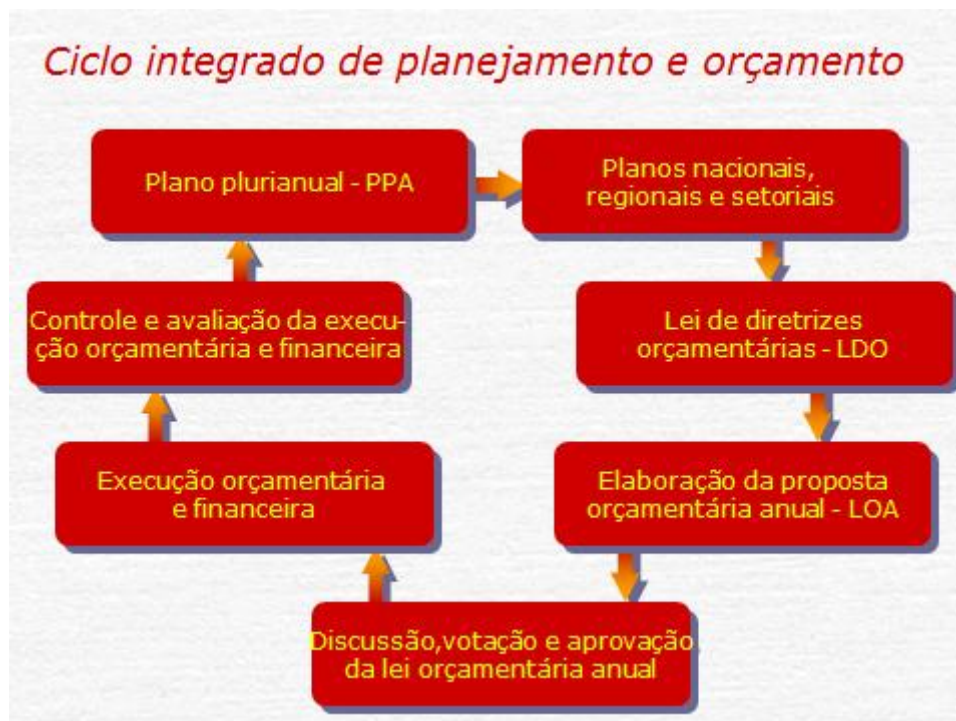 Ciclo integrado de planejamento e orçamento
Plano plurianual - PPA
Planos nacionais,
regionais e setoriais
Lei de diretrizes
orçamentárias - LDO
Elaboração da proposta
orçamentária anual - LOA
Discussão,votação e aprovação
da lei orçamentária anual
Execução orçamentária
e financeira
Controle e avaliação da execu-
ção orçamentária e financeira